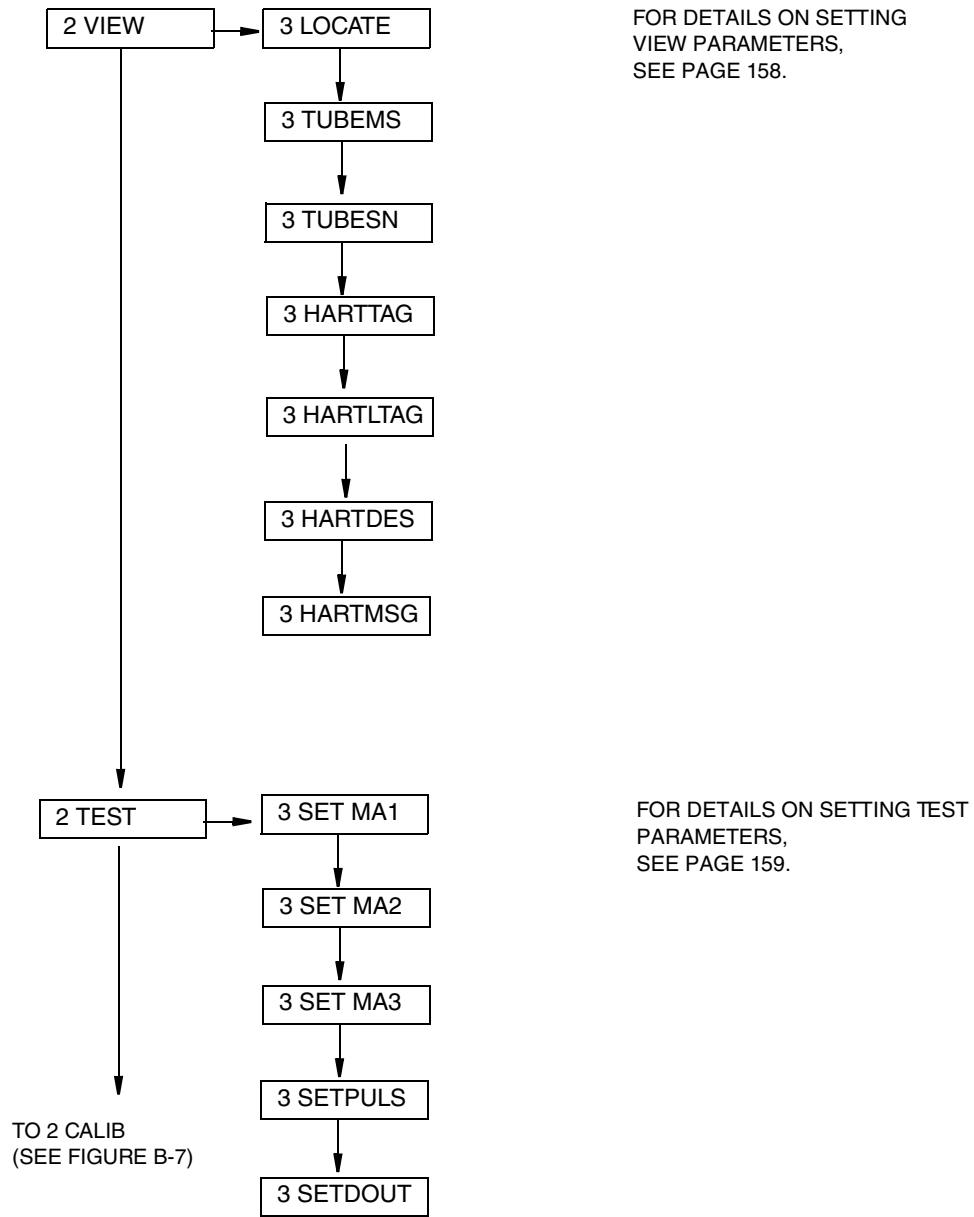 2 VIEW
3 LOCATE
FOR DETAILS ON SETTING
VIEW PARAMETERS,
SEE PAGE 158.
3 TUBEMS
3 TUBESN
3 HARTTAG
3 HARTLTAG
3 HARTDES
3 HARTMSG
2 TEST
3 SET MA1
FOR DETAILS ON SETTING TEST
PARAMETERS,
SEE PAGE 159.
3 SET MA2
3 SET MA3
3 SETPULS
TO 2 CALIB
(SEE FIGURE B-7)
3 SETDOUT